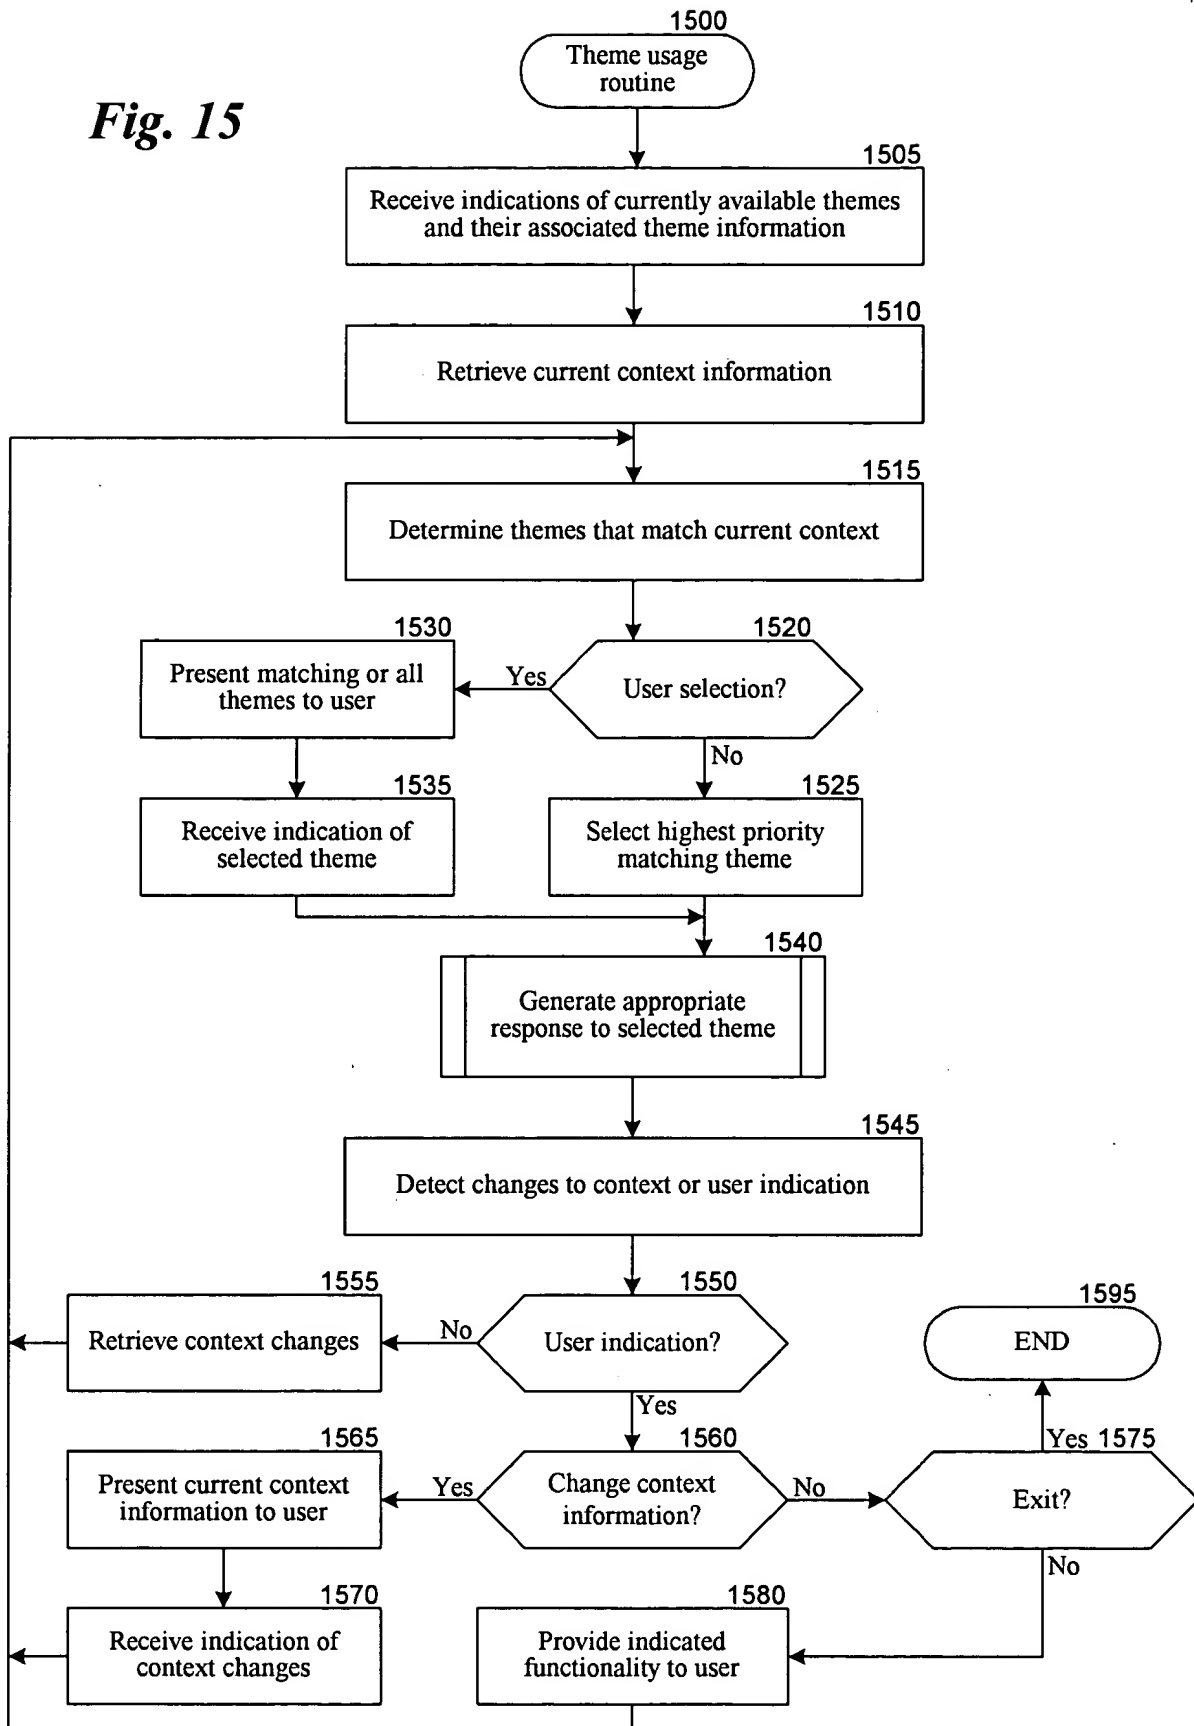 1500
Theme usage
routine
Fig. 15
1505
Receive indications of currently available themes
and their associated theme information
1510
Retrieve current context information
1515
Determine themes that match current context
1530
1520
Present matching or all
themes to user
Yes
User selection?
No
1535
1525
Receive indication of
selected theme
Select highest priority
matching theme
1540
Generate appropriate
response to selected theme
1545
Detect changes to context or user indication
1555
1550
1595
Retrieve context changes
No
User indication?
END
Yes
1565
1560
Yes 1575
Present current context
information to user
Yes
Change context
information?
No
Exit?
No
1570
1580
Receive indication of
context changes
Provide indicated
functionality to user